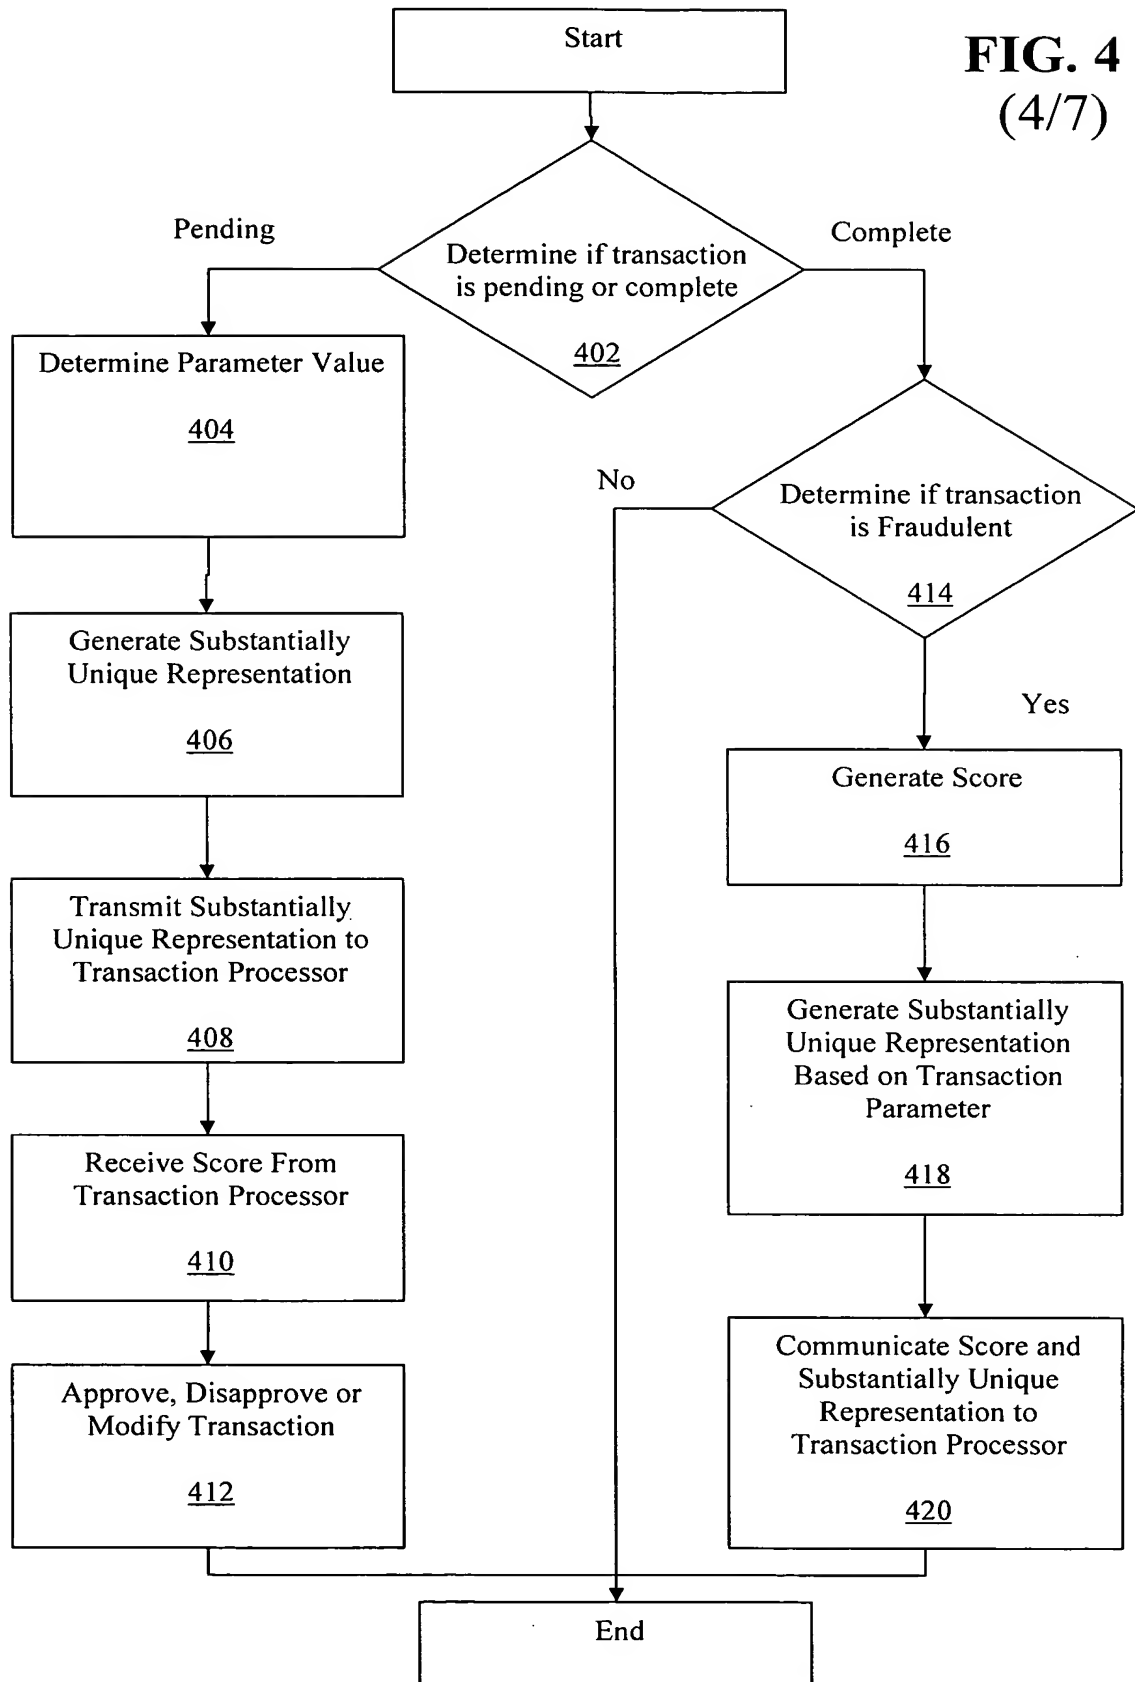 Start
FIG. 4
(4/7)
Pending
Complete
Determine if transaction
is pending or complete
402
Determine Parameter Value
404
No
Determine if transaction
is Fraudulent
414
Yes
Generate Substantially
Unique Representation
406
Generate Score
416
Transmit Substantially
Unique Representation to
Transaction Processor
408
Generate Substantially
Unique Representation
Based on Transaction
Parameter
418
Receive Score From
Transaction Processor
410
Communicate Score and
Substantially Unique
Representation to
Transaction Processor
420
Approve, Disapprove or
Modify Transaction
412
End